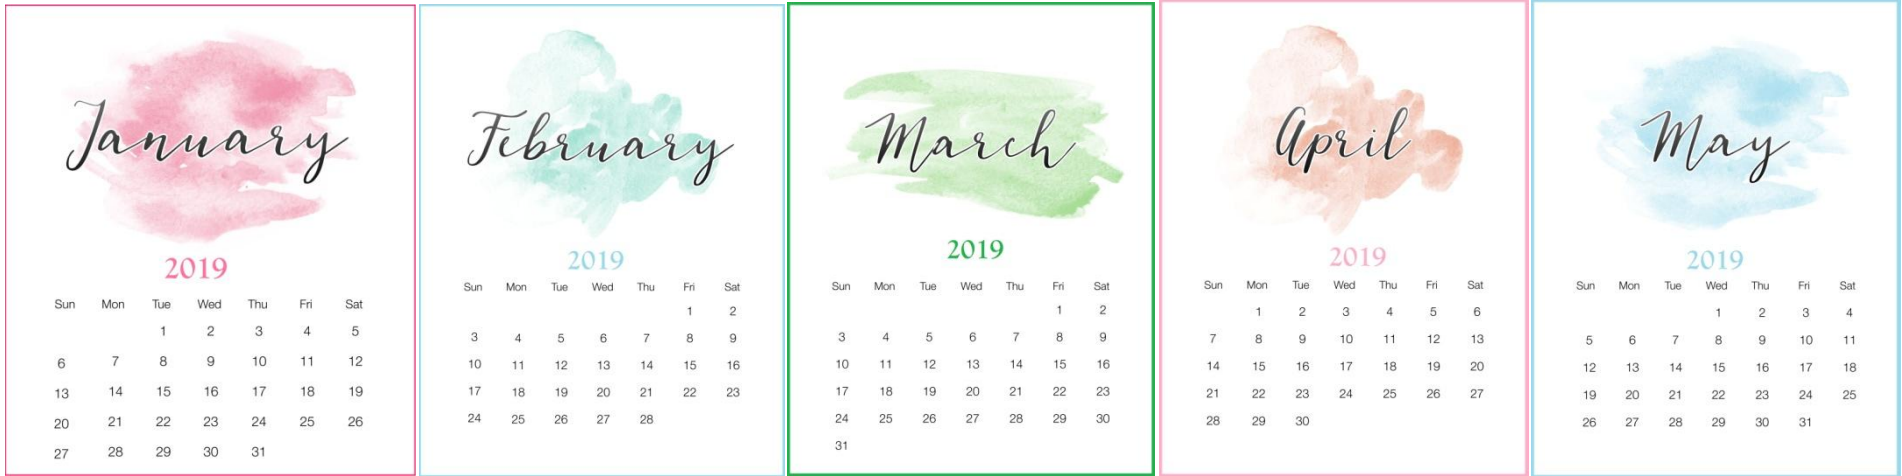 January
2019
Sun Mon Tue Wed Thu Fri Sat
1 2 3 4 5
6 7 8 9 10 11 12
13 14 15 16 17 18 19
20 21 22 23 24 25 26
27 28 29 30 31
February
2019
Sun Mon Tue Wed Thu Fri Sat
1 2
3 4 5 6 7 8 9
10 11 12 13 14 15 16
17 18 19 20 21 22 23
24 25 26 27 28
March
2019
Sun Mon Tue Wed Thu Fri Sat
1 2
3 4 5 6 7 8 9
10 11 12 13 14 15 16
17 18 19 20 21 22 23
24 25 26 27 28 29 30
31
April
2019
Sun Mon Tue Wed Thu Fri Sat
1 2 3 4 5 6
7 8 9 10 11 12 13
14 15 16 17 18 19 20
21 22 23 24 25 26 27
28 29 30
May
2019
Sun Mon Tue Wed Thu Fri Sat
1 2 3 4
5 6 7 8 9 10 11
12 13 14 15 16 17 18
19 20 21 22 23 24 25
26 27 28 29 30 31